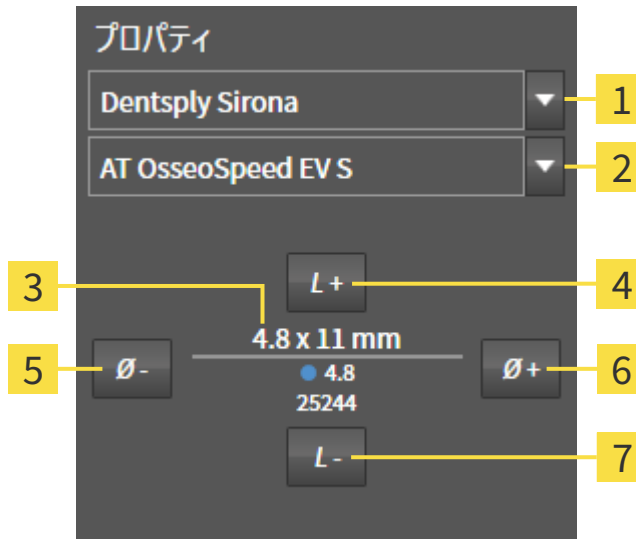 プロパティ
Dentsply Sirona
1
AT OsseoSpeed EV S
2
L +
4
3
4.8 x 11 mm
5
Ø -
4.8
Ø +
6
25244
L -
7